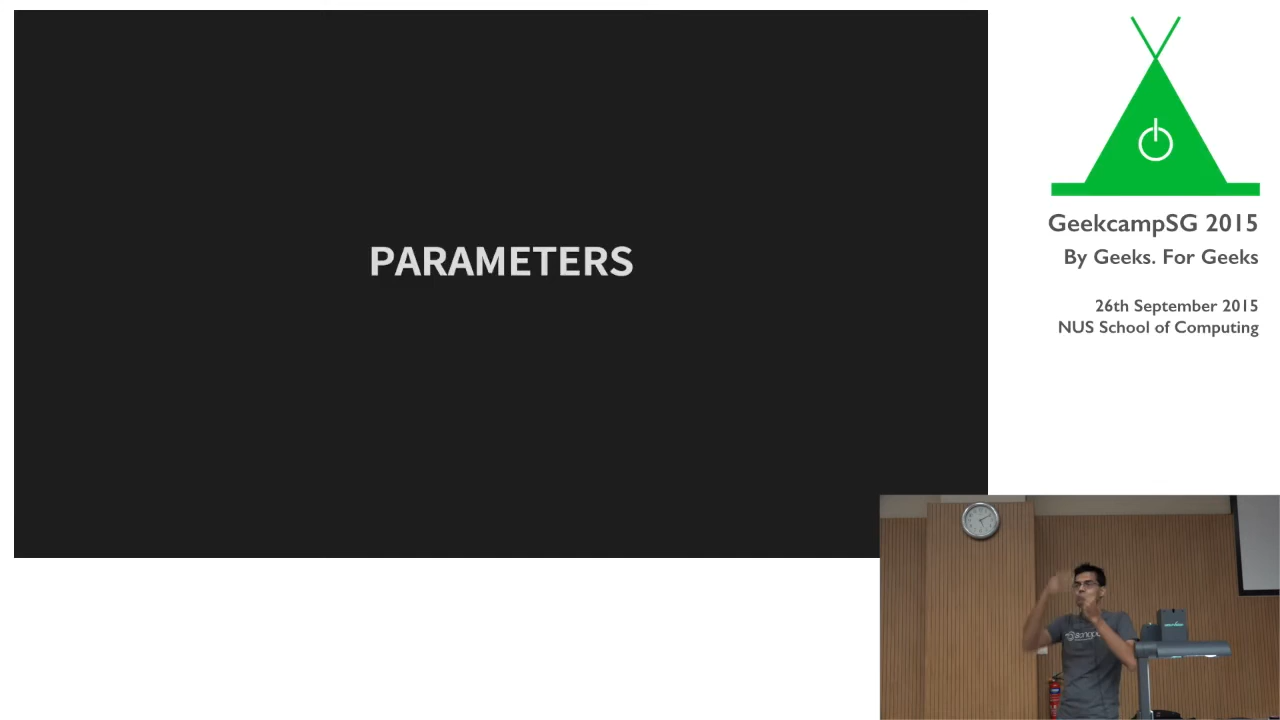 PARAMETERS
GeekcampSG 2015
By Geeks. For Geeks
26th September 2015
NUS School of Computing